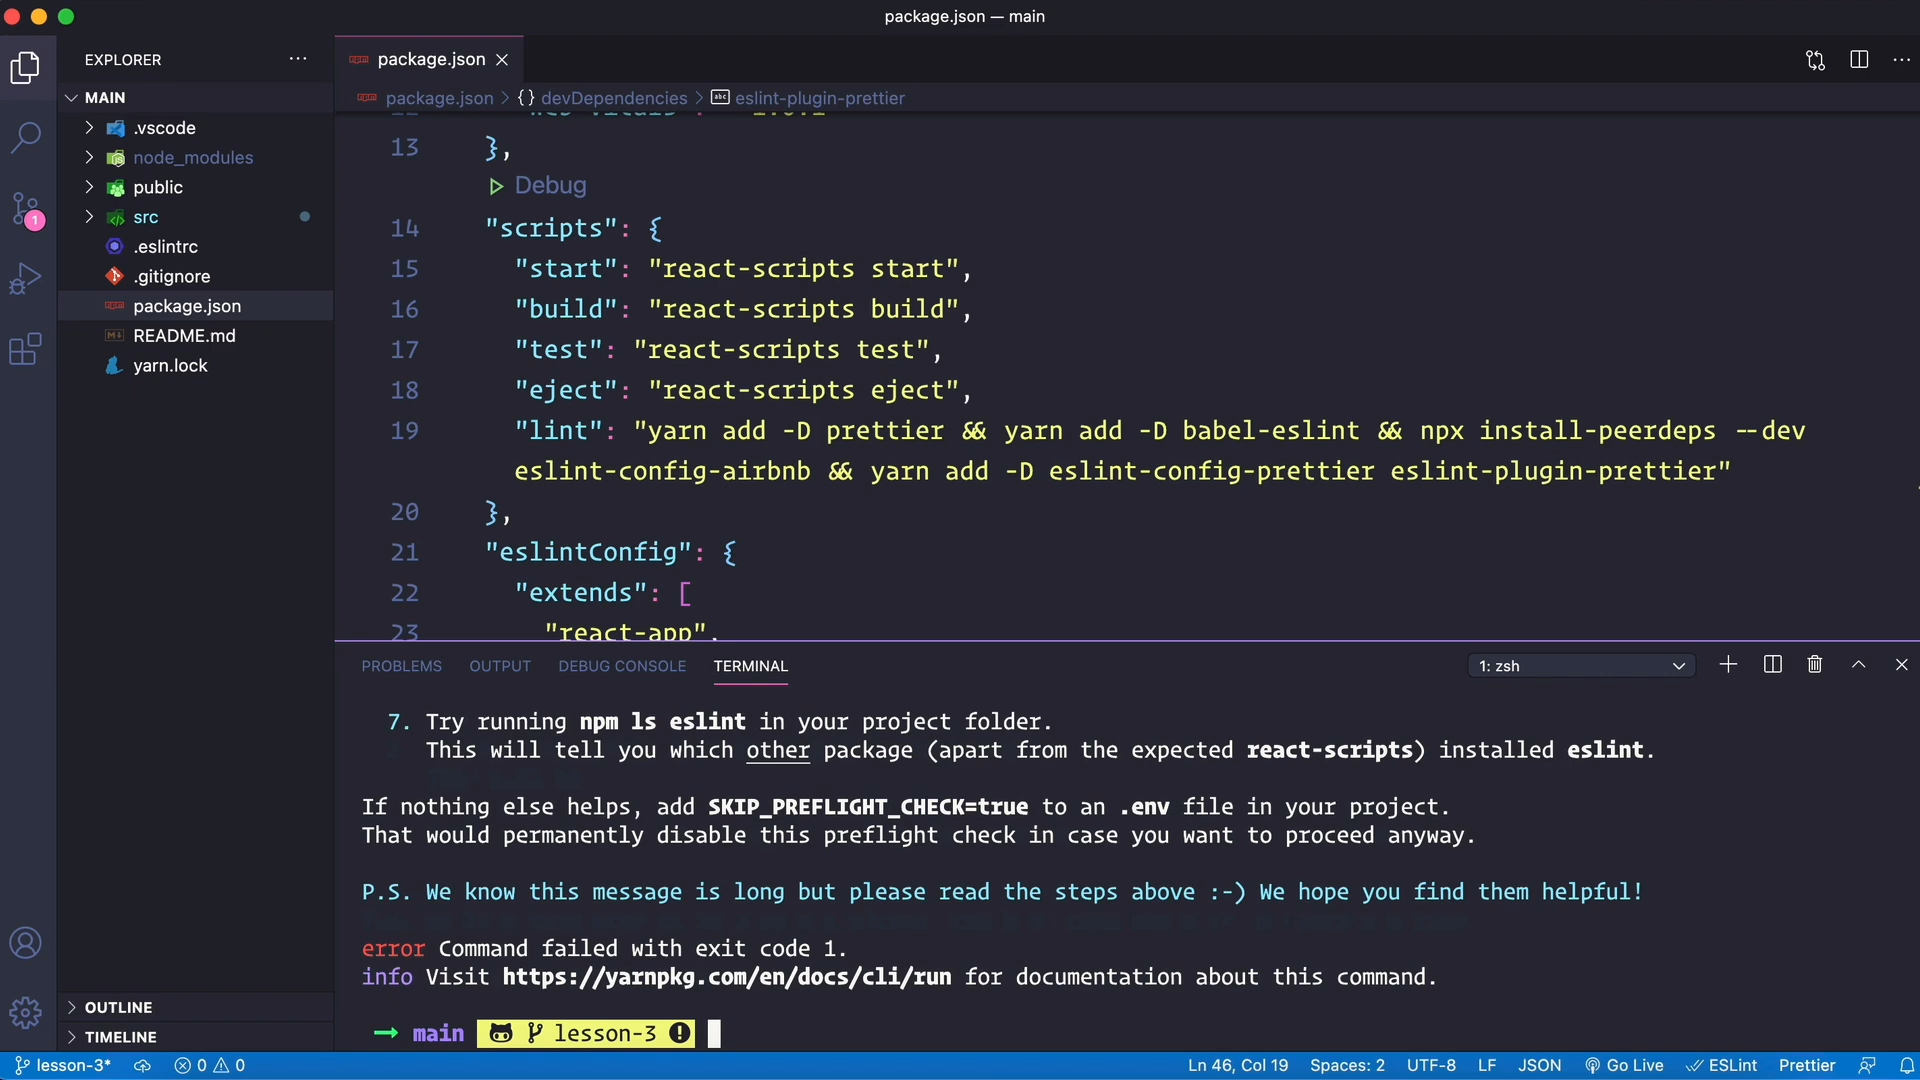 package.json — main
EXPLORER
package.json
MAIN
package.json > {} devDependencies > abc eslint-plugin-prettier
.vscode
node_modules
public
src
.eslintrc
.gitignore
package.json
README.md
yarn.lock
1
13 },
Debug
14 "scripts": {
15 "start": "react-scripts start",
16 "build": "react-scripts build",
17 "test": "react-scripts test",
18 "eject": "react-scripts eject",
19 "lint": "yarn add -D prettier && yarn add -D babel-eslint && npx install-peerdeps --dev
eslint-config-airbnb && yarn add -D eslint-config-prettier eslint-plugin-prettier"
20 },
21 "eslintConfig": {
22 "extends": [
23 "react-app",
PROBLEMS OUTPUT DEBUG CONSOLE TERMINAL 1: zsh
7. Try running npm ls eslint in your project folder.
This will tell you which other package (apart from the expected react-scripts) installed eslint.
If nothing else helps, add SKIP_PREFLIGHT_CHECK=true to an .env file in your project.
That would permanently disable this preflight check in case you want to proceed anyway.
P.S. We know this message is long but please read the steps above :-) We hope you find them helpful!
error Command failed with exit code 1.
info Visit https://yarnpkg.com/en/docs/cli/run for documentation about this command.
→ main lesson-3
OUTLINE
TIMELINE
lesson-3* 0 0 Ln 46, Col 19 Spaces: 2 UTF-8 LF JSON Go Live ESLint Prettier